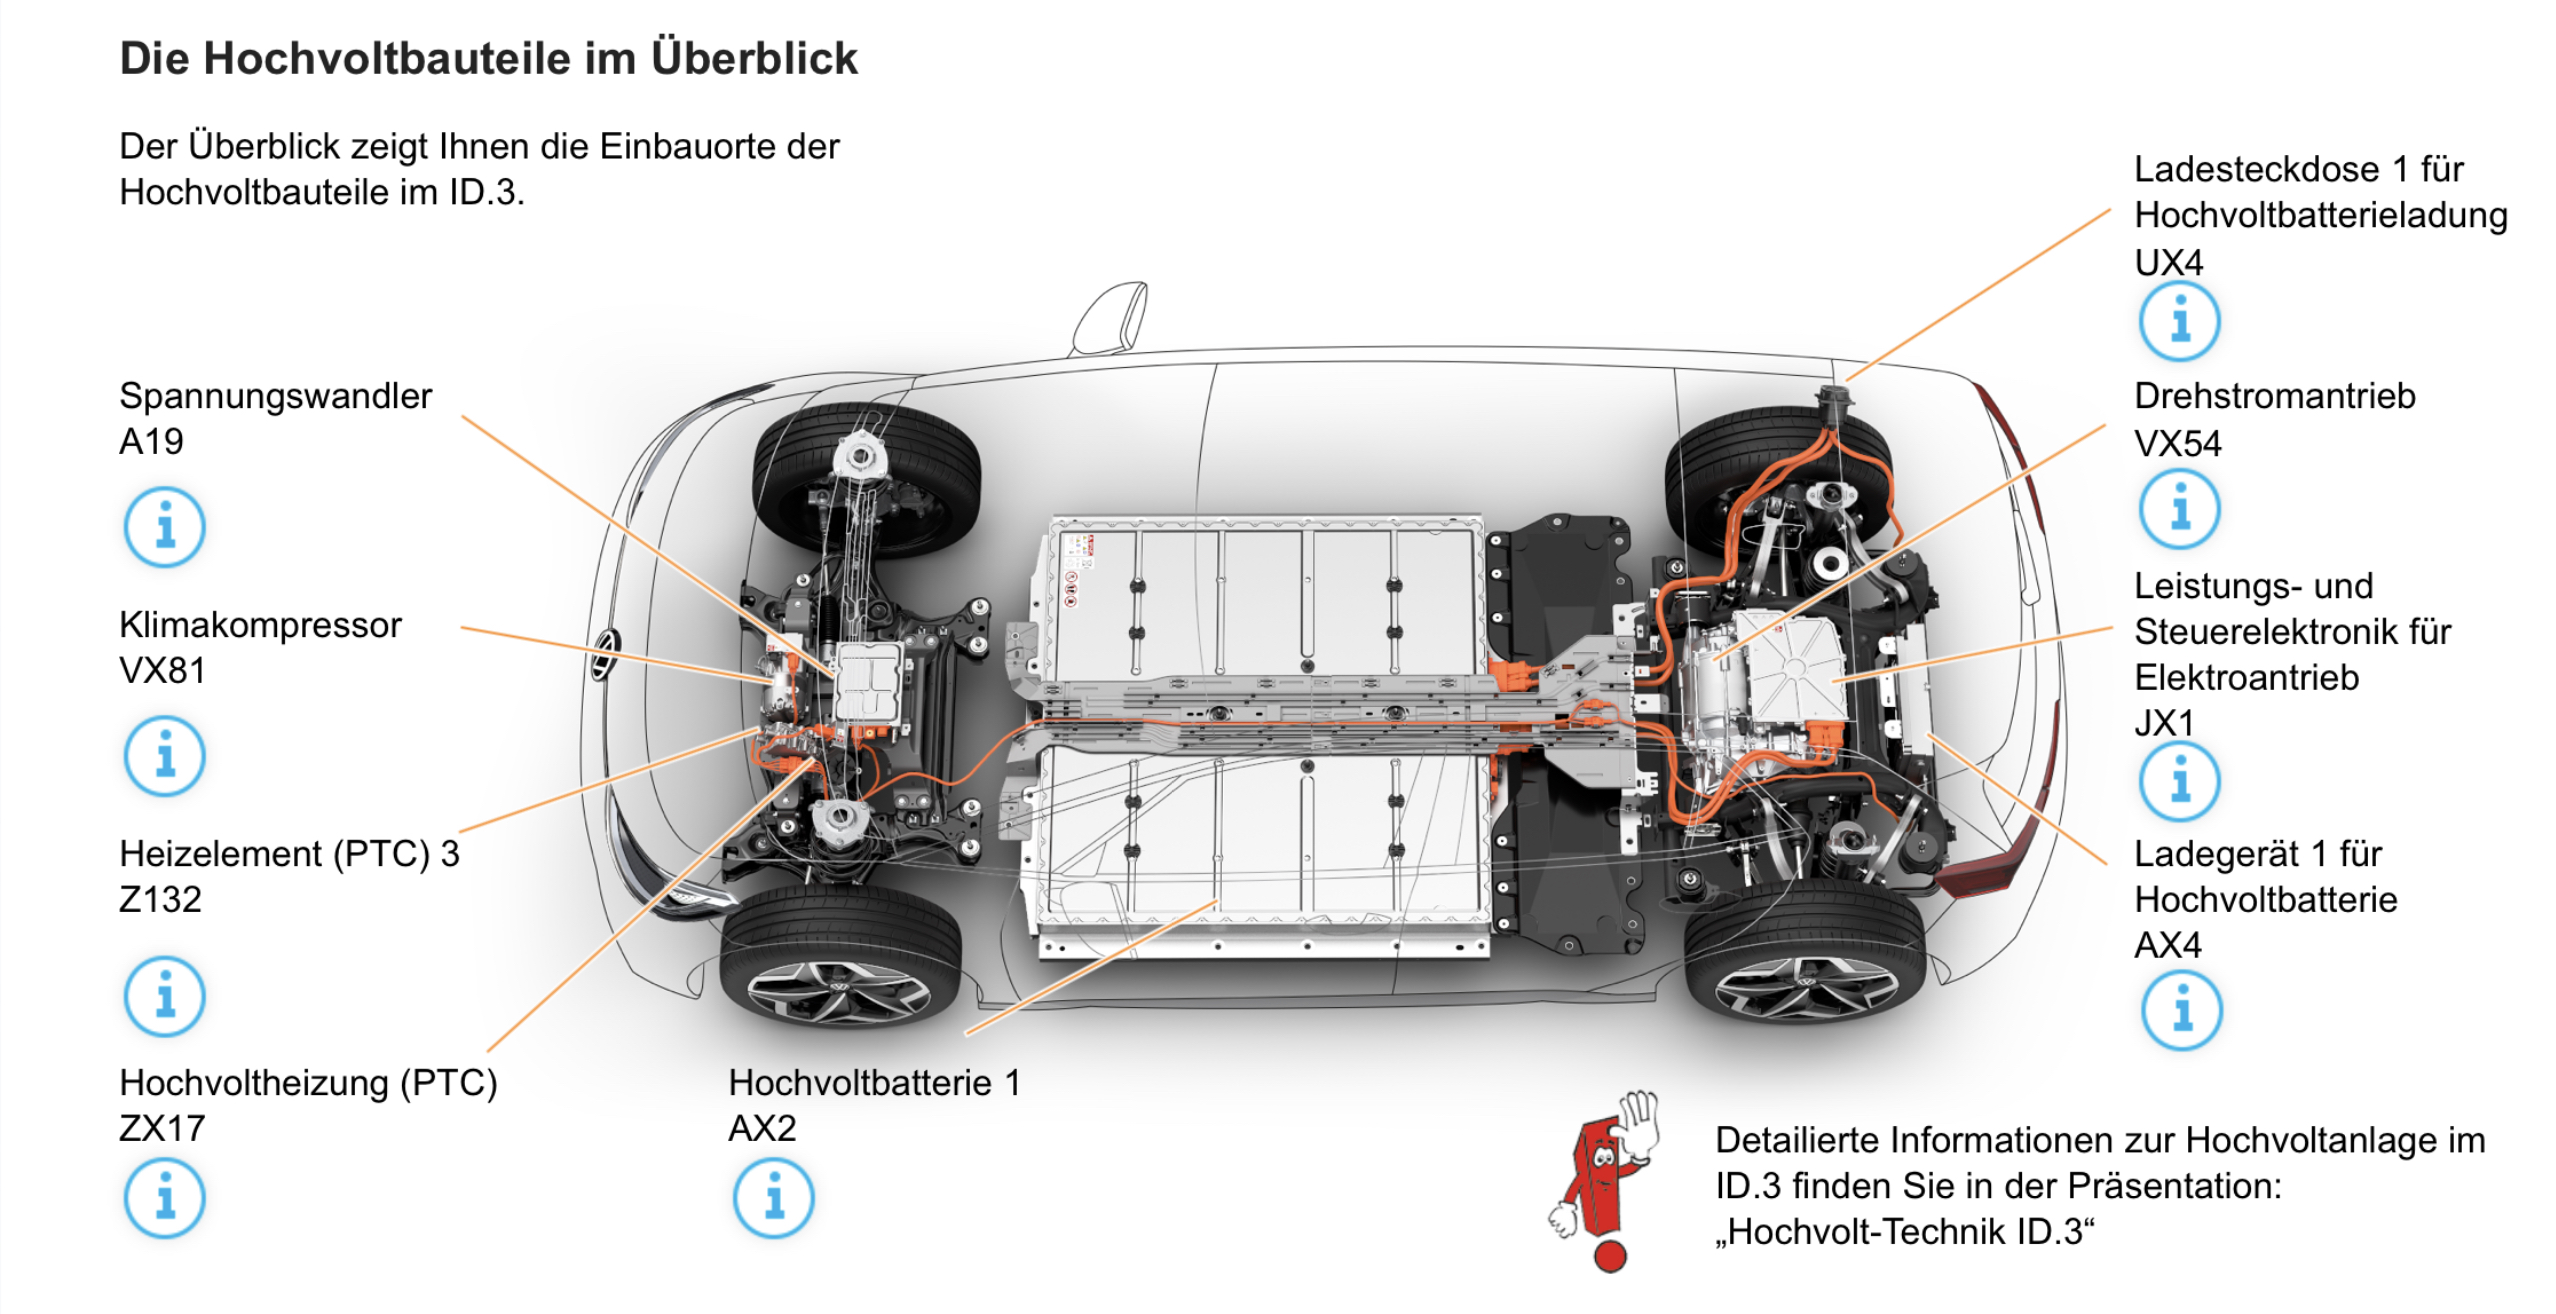 Die Hochvoltbauteile im Überblick
Der Überblick zeigt Ihnen die Einbauorte der
Hochvoltbauteile im ID.3.
Spannungswandler
A19
Klimakompressor
VX81
Heizelement (PTC) 3
Z132
Hochvoltheizung (PTC)
ZX17
Hochvoltbatterie 1
AX2
Ladesteckdose 1 für
Hochvoltbatterieladung
UX4
Drehstromantrieb
VX54
Leistungs- und
Steuerelektronik für
Elektroantrieb
JX1
Ladegerät 1 für
Hochvoltbatterie
AX4
Detailierte Informationen zur Hochvoltanlage im
ID.3 finden Sie in der Präsentation:
„Hochvolt-Technik ID.3“